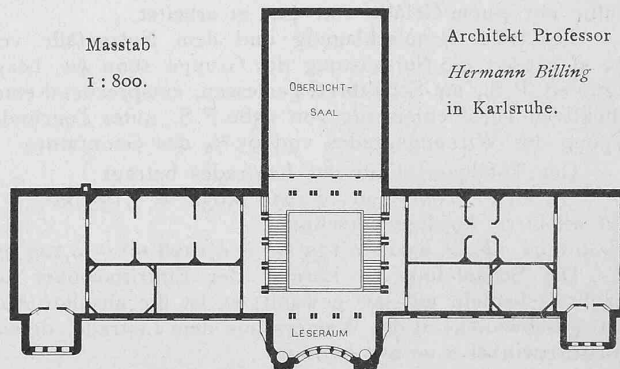 Masstab
1 : 800.
Architekt Professor
Hermann Billing
in Karlsruhe.
OBERLICHT-
SAAL
LESERAUM